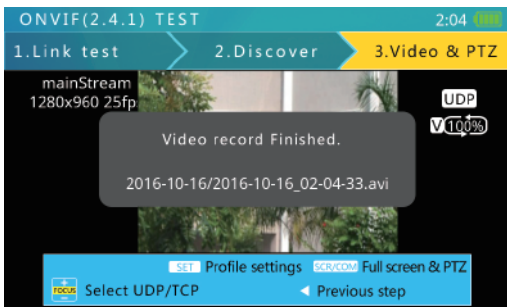 ONVIF(2.4.1) TEST 2:04
1.Link test 2.Discover 3.Video & PTZ
mainStream
1280x960 25fp
UDP
V 100%
Video record Finished.
2016-10-16/2016-10-16_02-04-33.avi
SET Profile settings SCR/COM Full screen & PTZ
FOCUS Select UDP/TCP Previous step